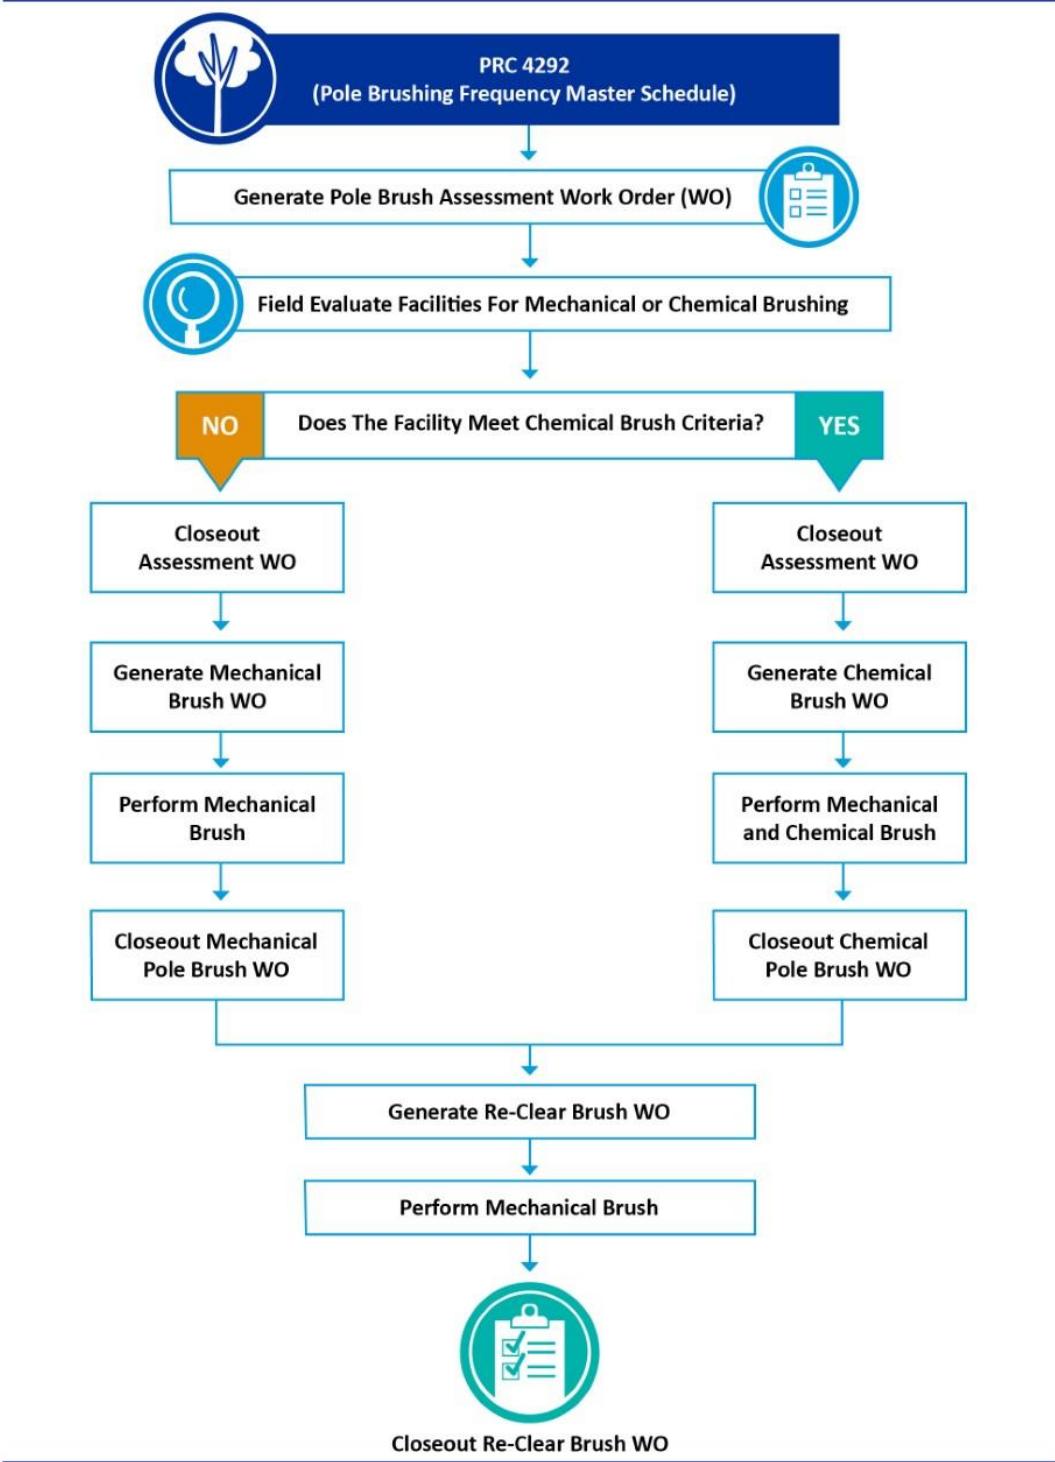 PRC 4292
(Pole Brushing Frequency Master Schedule)
Generate Pole Brush Assessment Work Order (WO)
Field Evaluate Facilities For Mechanical or Chemical Brushing
NO
Does The Facility Meet Chemical Brush Criteria?
YES
Closeout
Assessment WO
Generate Mechanical
Brush WO
Perform Mechanical
Brush
Closeout Mechanical
Pole Brush WO
Closeout
Assessment WO
Generate Chemical
Brush WO
Perform Mechanical
and Chemical Brush
Closeout Chemical
Pole Brush WO
Generate Re-Clear Brush WO
Perform Mechanical Brush
Closeout Re-Clear Brush WO